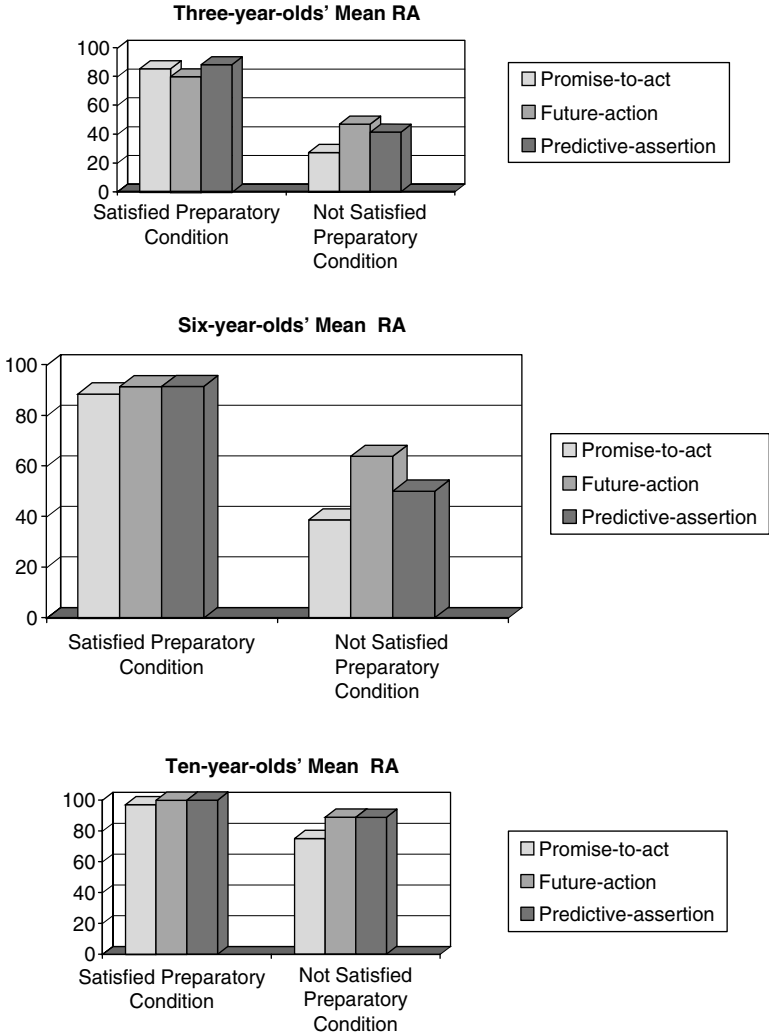 Three-year-olds' Mean RA
100
80
60
40
20
0
Satisfied Preparatory
Condition
Not Satisfied
Preparatory
Condition
Promise-to-act
Future-action
Predictive-assertion
Six-year-olds' Mean RA
100
80
60
40
20
0
Satisfied Preparatory
Condition
Not Satisfied
Preparatory
Condition
Promise-to-act
Future-action
Predictive-assertion
Ten-year-olds' Mean RA
100
80
60
40
20
0
Satisfied Preparatory
Condition
Not Satisfied
Preparatory
Condition
Promise-to-act
Future-action
Predictive-assertion